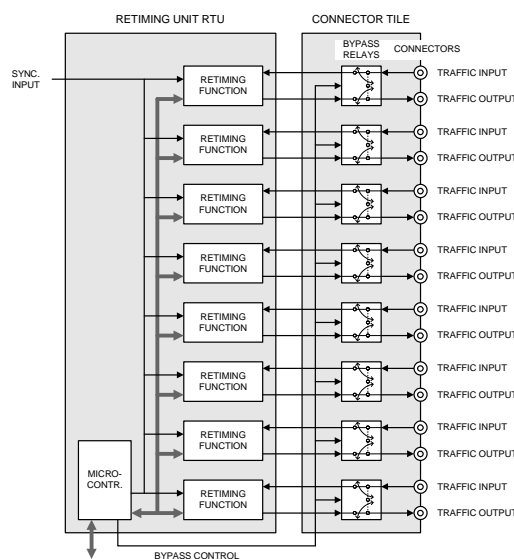 RETIMING UNIT RTU
CONNECTOR TILE
BYPASS
RELAYS
CONNECTORS
SYNC.
INPUT
RETIMING
FUNCTION
TRAFFIC INPUT
TRAFFIC OUTPUT
RETIMING
FUNCTION
TRAFFIC INPUT
TRAFFIC OUTPUT
RETIMING
FUNCTION
TRAFFIC INPUT
TRAFFIC OUTPUT
RETIMING
FUNCTION
TRAFFIC INPUT
TRAFFIC OUTPUT
RETIMING
FUNCTION
TRAFFIC INPUT
TRAFFIC OUTPUT
RETIMING
FUNCTION
TRAFFIC INPUT
TRAFFIC OUTPUT
RETIMING
FUNCTION
TRAFFIC INPUT
TRAFFIC OUTPUT
MICRO-
CONTR.
RETIMING
FUNCTION
TRAFFIC INPUT
TRAFFIC OUTPUT
BYPASS CONTROL